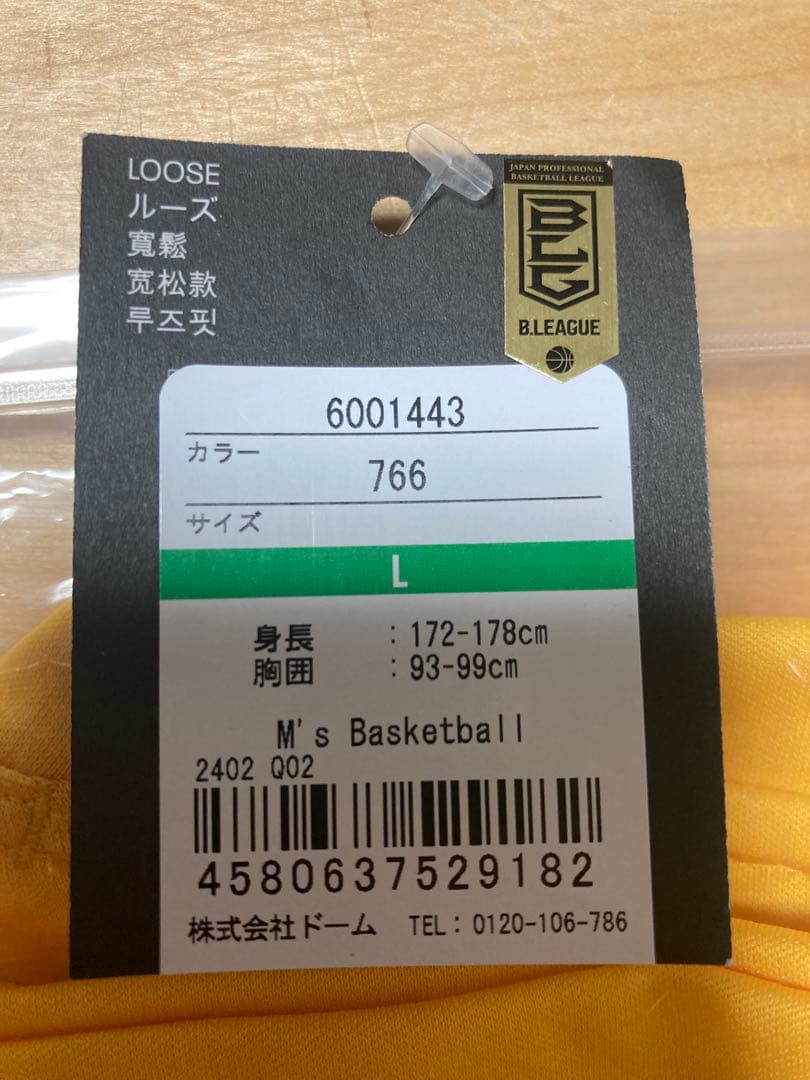 LOOSE
ルーズ
寬鬆
宽松款
루즈핏
JAPAN PROFESSIONAL
BASKETBALL LEAGUE
BLG
B.LEAGUE
6001443
カラー
766
サイズ
L
身長 : 172-178cm
胸囲 : 93-99cm
M's Basketball
2402 Q02
4580637529182
株式会社ドーム TEL: 0120-106-786